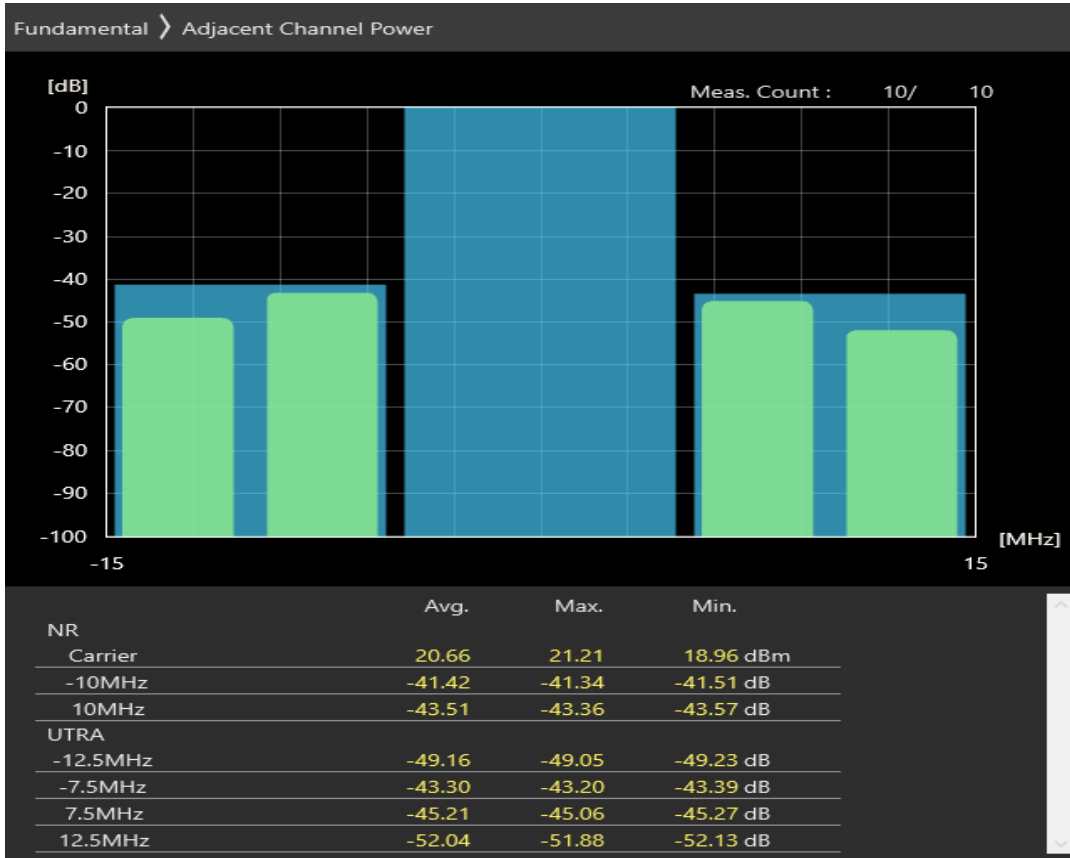 Fundamental ❯ Adjacent Channel Power
[dB]
Meas. Count : 10/ 10
0
-10
-20
-30
-40
-50
-60
-70
-80
-90
-100
[MHz]
-15 15
Avg. Max. Min.
NR
Carrier 20.66 21.21 18.96 dBm
-10MHz -41.42 -41.34 -41.51 dB
10MHz -43.51 -43.36 -43.57 dB
UTRA
-12.5MHz -49.16 -49.05 -49.23 dB
-7.5MHz -43.30 -43.20 -43.39 dB
7.5MHz -45.21 -45.06 -45.27 dB
12.5MHz -52.04 -51.88 -52.13 dB